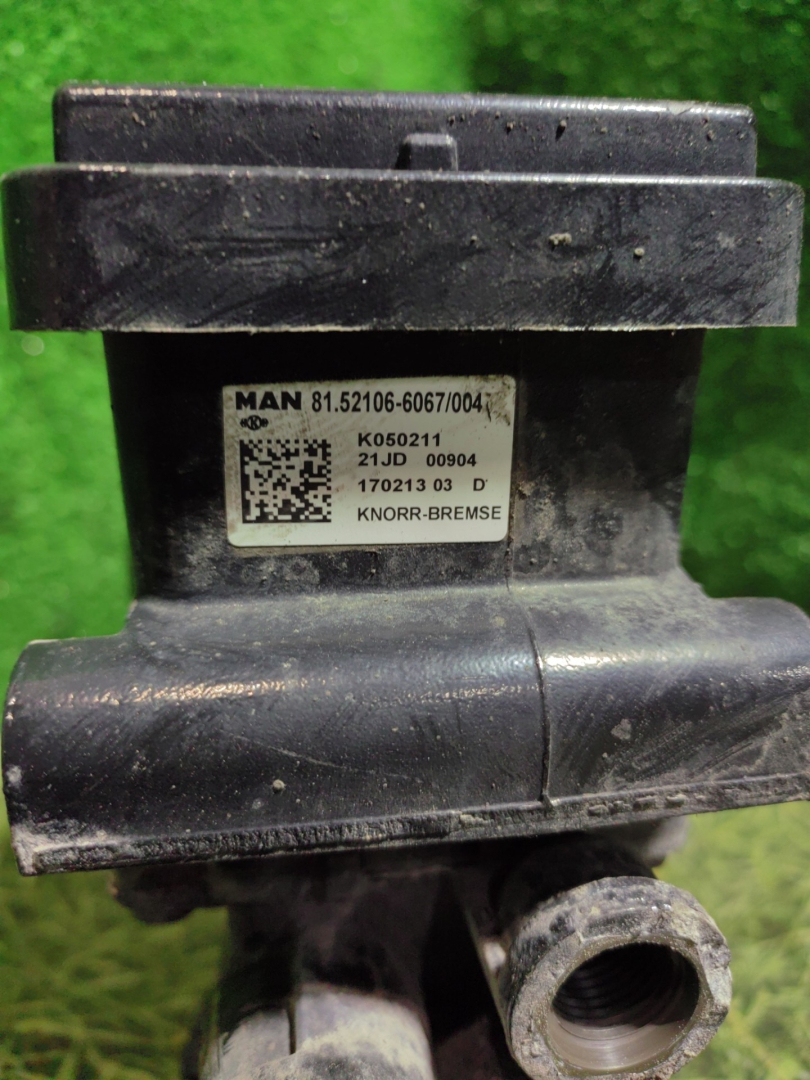 MAN 81.52106-6067/004
K050211
21JD 00904
170213 03 D
KNORR-BREMSE